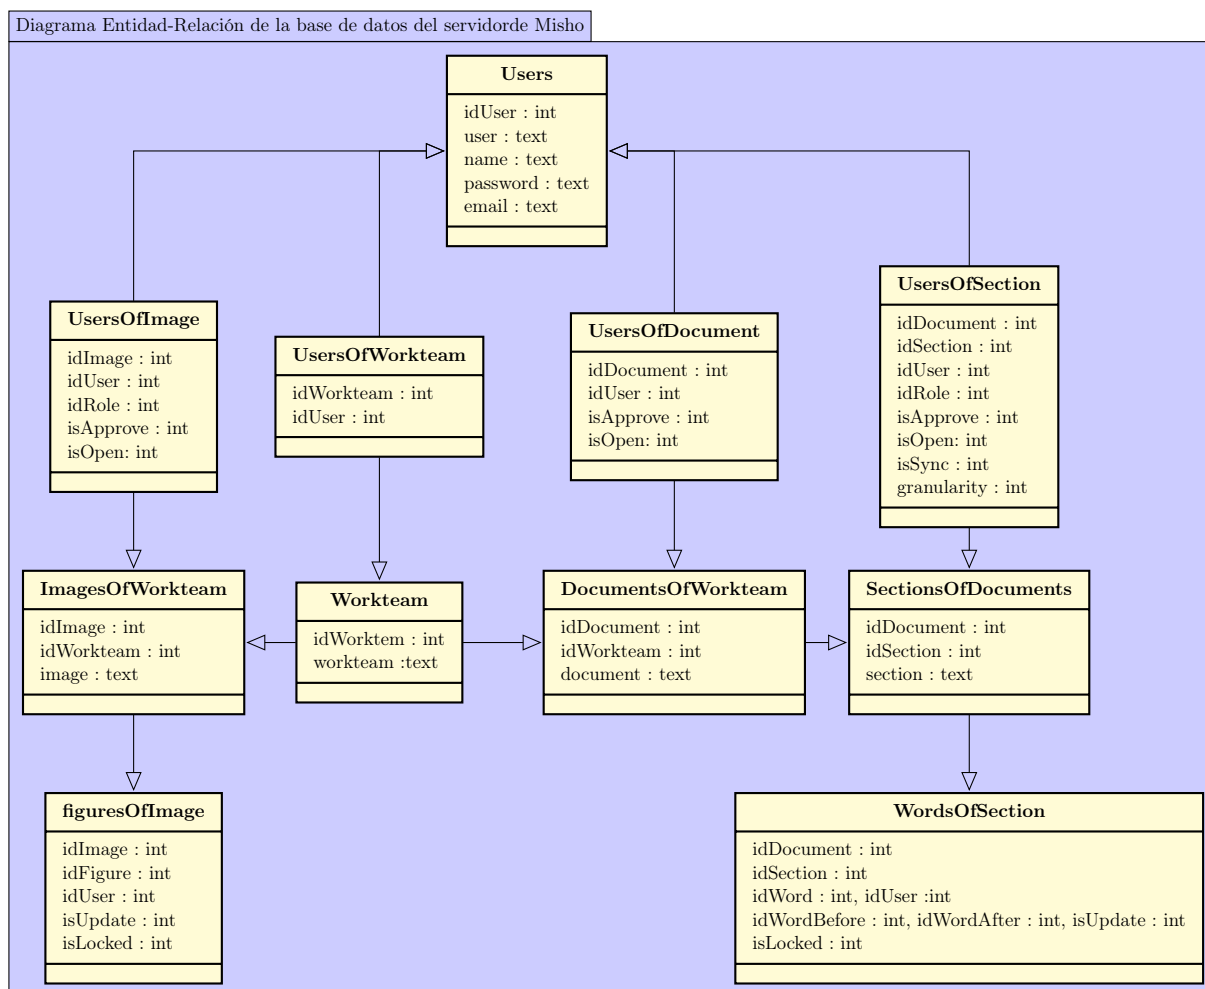 Diagrama Entidad-Relación de la base de datos del servidorde Misho
Users
idUser : int
user : text
name : text
password : text
email : text
UsersOfImage
idImage : int
idUser : int
idRole : int
isApprove : int
isOpen: int
UsersOfWorkteam
idWorkteam : int
idUser : int
UsersOfDocument
idDocument : int
idUser : int
isApprove : int
isOpen: int
UsersOfSection
idDocument : int
idSection : int
idUser : int
idRole : int
isApprove : int
isOpen: int
isSync : int
granularity : int
ImagesOfWorkteam
idImage : int
idWorkteam : int
image : text
Workteam
idWorktem : int
workteam :text
DocumentsOfWorkteam
idDocument : int
idWorkteam : int
document : text
SectionsOfDocuments
idDocument : int
idSection : int
section : text
figuresOfImage
idImage : int
idFigure : int
idUser : int
isUpdate : int
isLocked : int
WordsOfSection
idDocument : int
idSection : int
idWord : int, idUser :int
idWordBefore : int, idWordAfter : int, isUpdate : int
isLocked : int